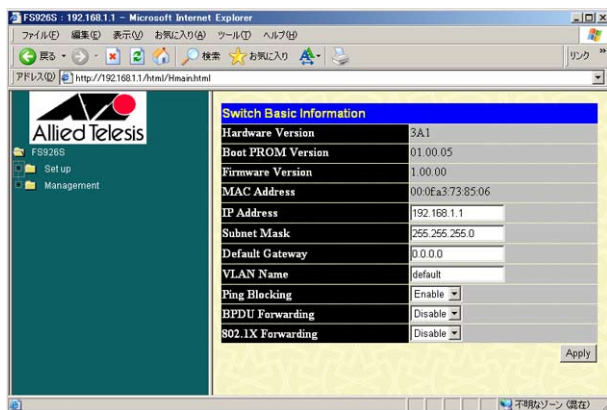 FS926S : 192.168.1.1 - Microsoft Internet Explorer
ファイル(F) 編集(E) 表示(V) お気に入り(A) ツール(T) ヘルプ(H)
戻る 検索 お気に入り リンク »
アドレス(D) http://192.168.1.1/html/Hmain.html
Allied Telesis
FS926S
Set up
Management
Switch Basic Information
Hardware Version 3A1
Boot PROM Version 01.00.05
Firmware Version 1.00.00
MAC Address 00:0f:a3:73:85:06
IP Address 192.168.1.1
Subnet Mask 255.255.255.0
Default Gateway 0.0.0.0
VLAN Name default
Ping Blocking Enable
BPDU Forwarding Disable
802.1X Forwarding Disable
Apply
不明なゾーン (混在)